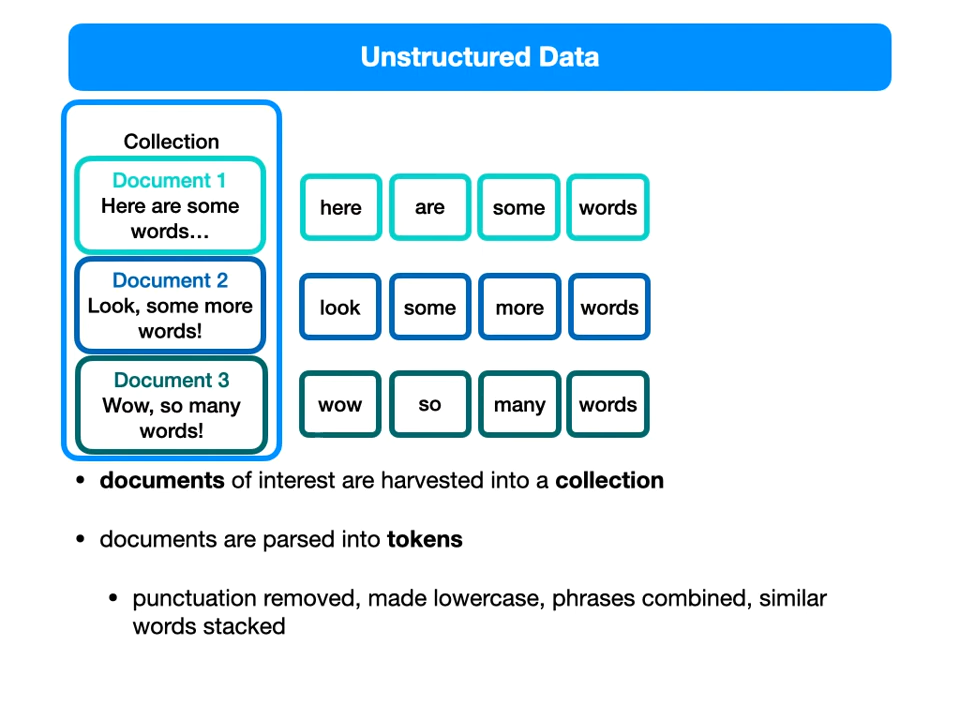 Unstructured Data
Collection
Document 1
Here are some
words...
here are some words
Document 2
Look, some more
words!
look some more words
Document 3
Wow, so many
words!
wow so many words
• documents of interest are harvested into a collection
• documents are parsed into tokens
• punctuation removed, made lowercase, phrases combined, similar
words stacked